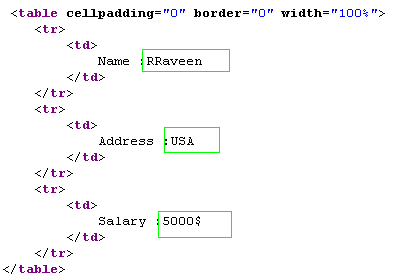 <table cellpadding="0" border="0" width="100%">
<tr>
<td>
Name :RRaveen
</td>
</tr>
<tr>
<td>
Address :USA
</td>
</tr>
<tr>
<td>
Salary :5000$
</td>
</tr>
</table>